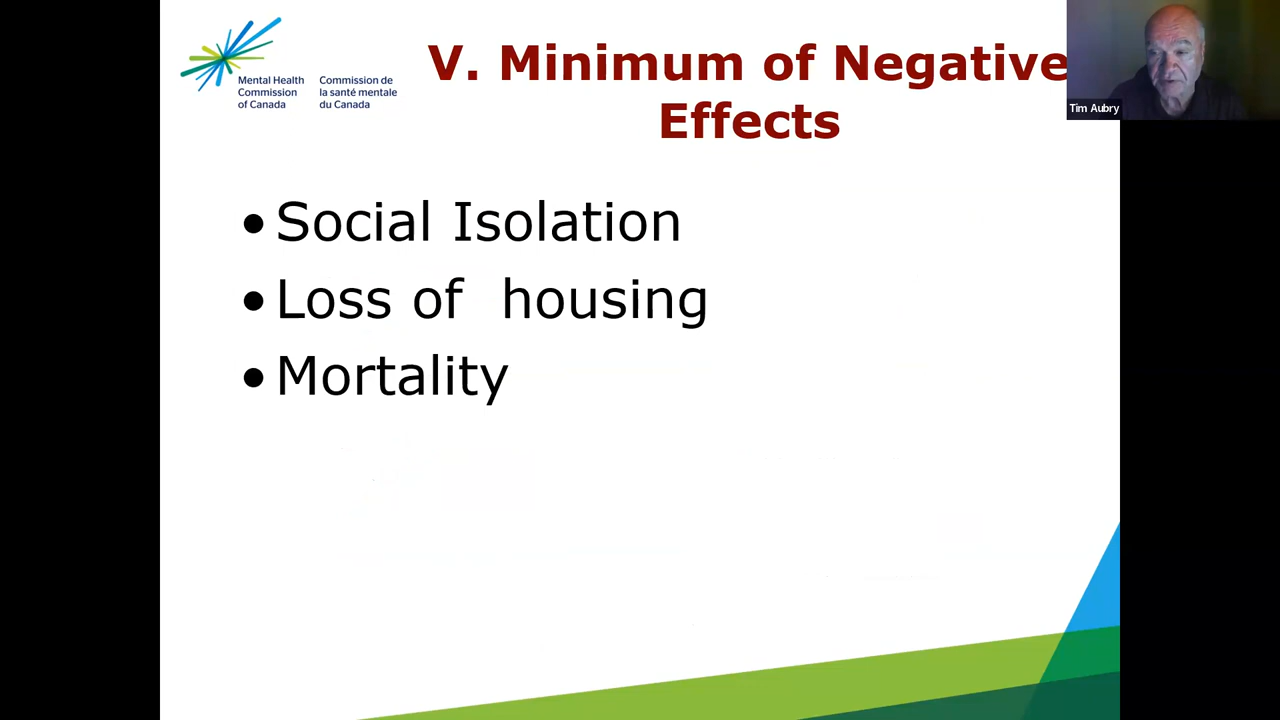 Mental Health
Commission
of Canada
Commission de
la santé mentale
du Canada
V. Minimum of Negative
Effects
Tim Aubry
• Social Isolation
• Loss of  housing
• Mortality